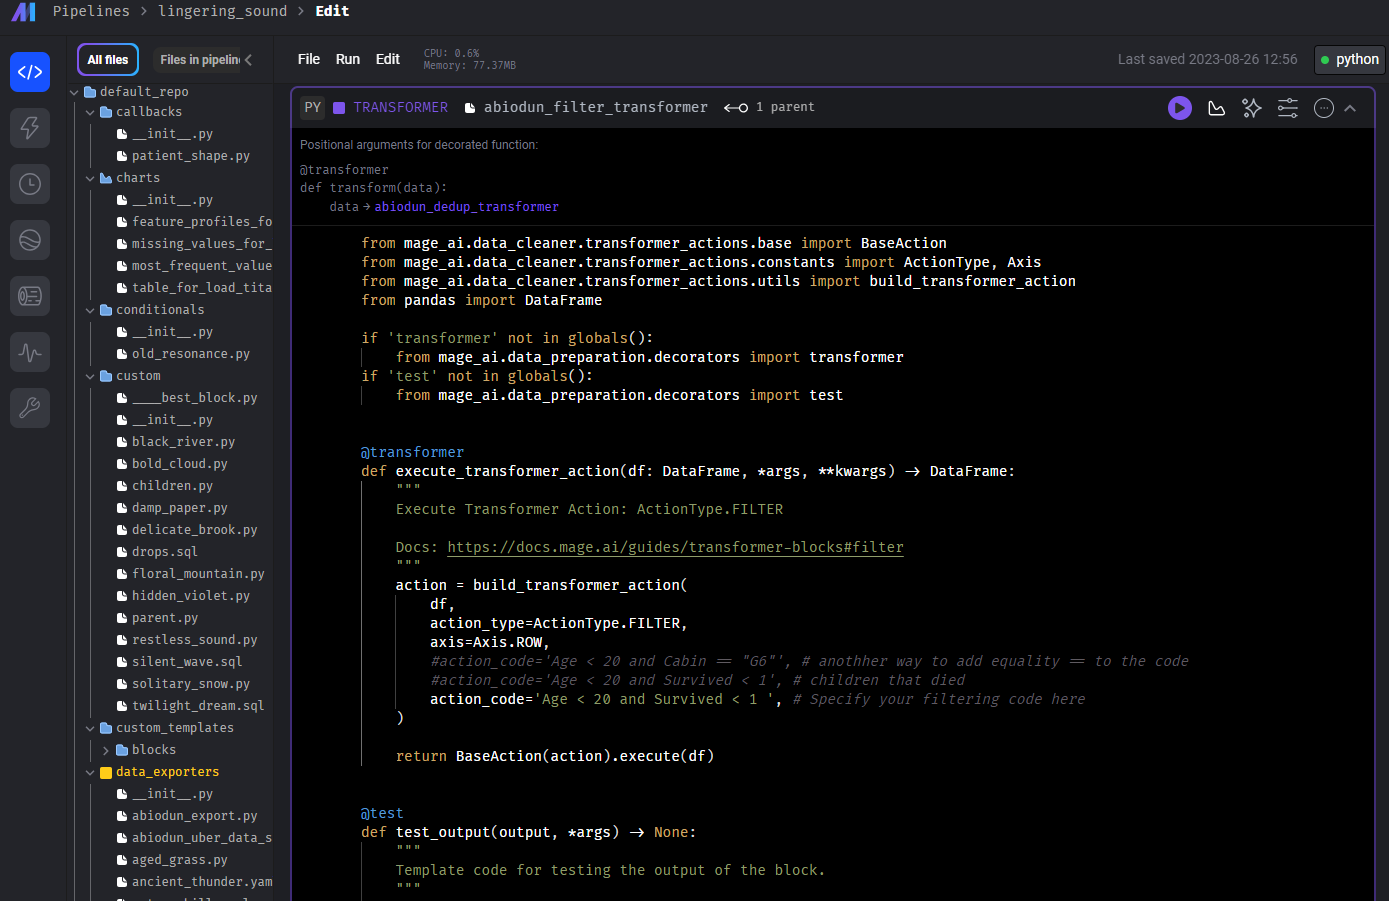 Pipelines > lingering_sound > Edit
All files
Files in pipelin
File Run Edit
CPU: 0.6%
Memory: 77.37MB
Last saved 2023-08-26 12:56
python
default_repo
callbacks
__init__.py
patient_shape.py
charts
__init__.py
feature_profiles_fo
missing_values_for_
most_frequent_value
table_for_load_tita
conditionals
__init__.py
old_resonance.py
custom
____best_block.py
__init__.py
black_river.py
bold_cloud.py
children.py
damp_paper.py
delicate_brook.py
drops.sql
floral_mountain.py
hidden_violet.py
parent.py
restless_sound.py
silent_wave.sql
solitary_snow.py
twilight_dream.sql
custom_templates
blocks
data_exporters
__init__.py
abiodun_export.py
abiodun_uber_data_s
aged_grass.py
ancient_thunder.yam
PY TRANSFORMER abiodun_filter_transformer 1 parent
Positional arguments for decorated function:
@transformer
def transform(data):
data → abiodun_dedup_transformer
from mage_ai.data_cleaner.transformer_actions.base import BaseAction
from mage_ai.data_cleaner.transformer_actions.constants import ActionType, Axis
from mage_ai.data_cleaner.transformer_actions.utils import build_transformer_action
from pandas import DataFrame
if 'transformer' not in globals():
from mage_ai.data_preparation.decorators import transformer
if 'test' not in globals():
from mage_ai.data_preparation.decorators import test
@transformer
def execute_transformer_action(df: DataFrame, *args, **kwargs) -> DataFrame:
"""
Execute Transformer Action: ActionType.FILTER
Docs: https://docs.mage.ai/guides/transformer-blocks#filter
"""
action = build_transformer_action(
df,
action_type=ActionType.FILTER,
axis=Axis.ROW,
#action_code='Age < 20 and Cabin == "G6"', # anothher way to add equality == to the code
#action_code='Age < 20 and Survived < 1', # children that died
action_code='Age < 20 and Survived < 1 ', # Specify your filtering code here
)
return BaseAction(action).execute(df)
@test
def test_output(output, *args) -> None:
"""
Template code for testing the output of the block.
"""